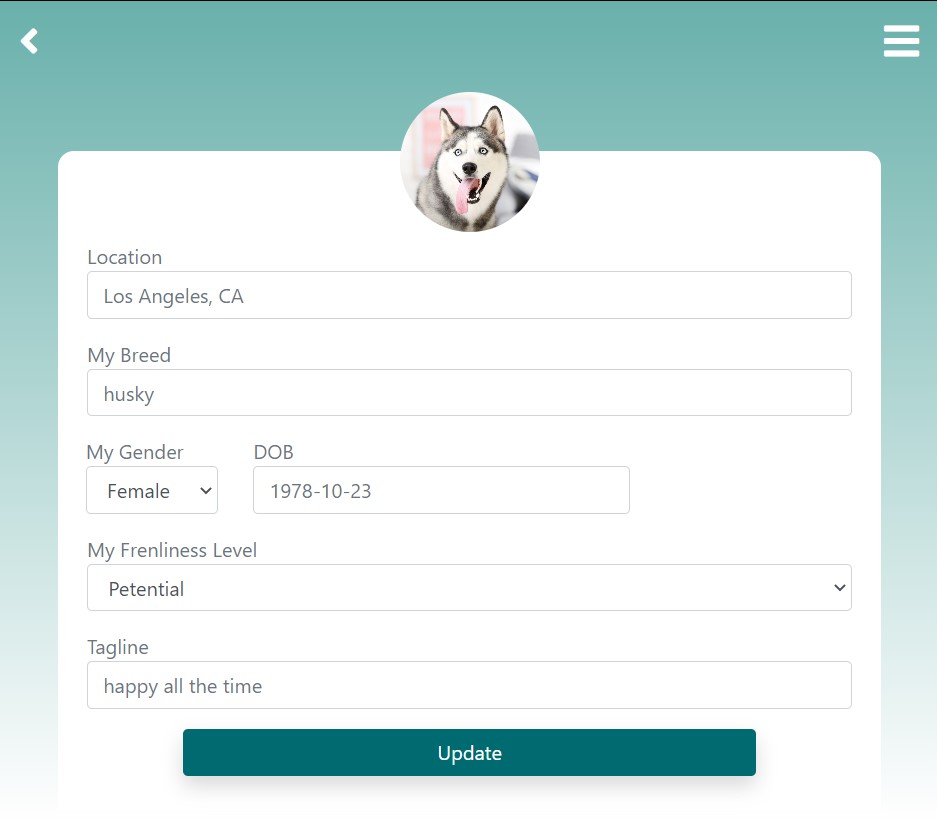 Location
Los Angeles, CA
My Breed
husky
My Gender DOB
Female 1978-10-23
My Frenliness Level
Petential
Tagline
happy all the time
Update